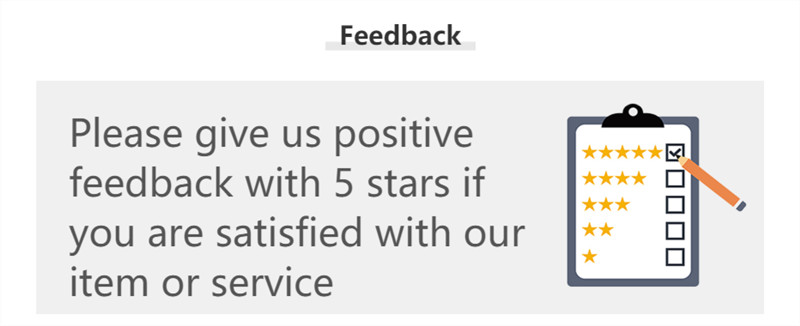 Feedback
Please give us positive
feedback with 5 stars if
you are satisfied with our
item or service